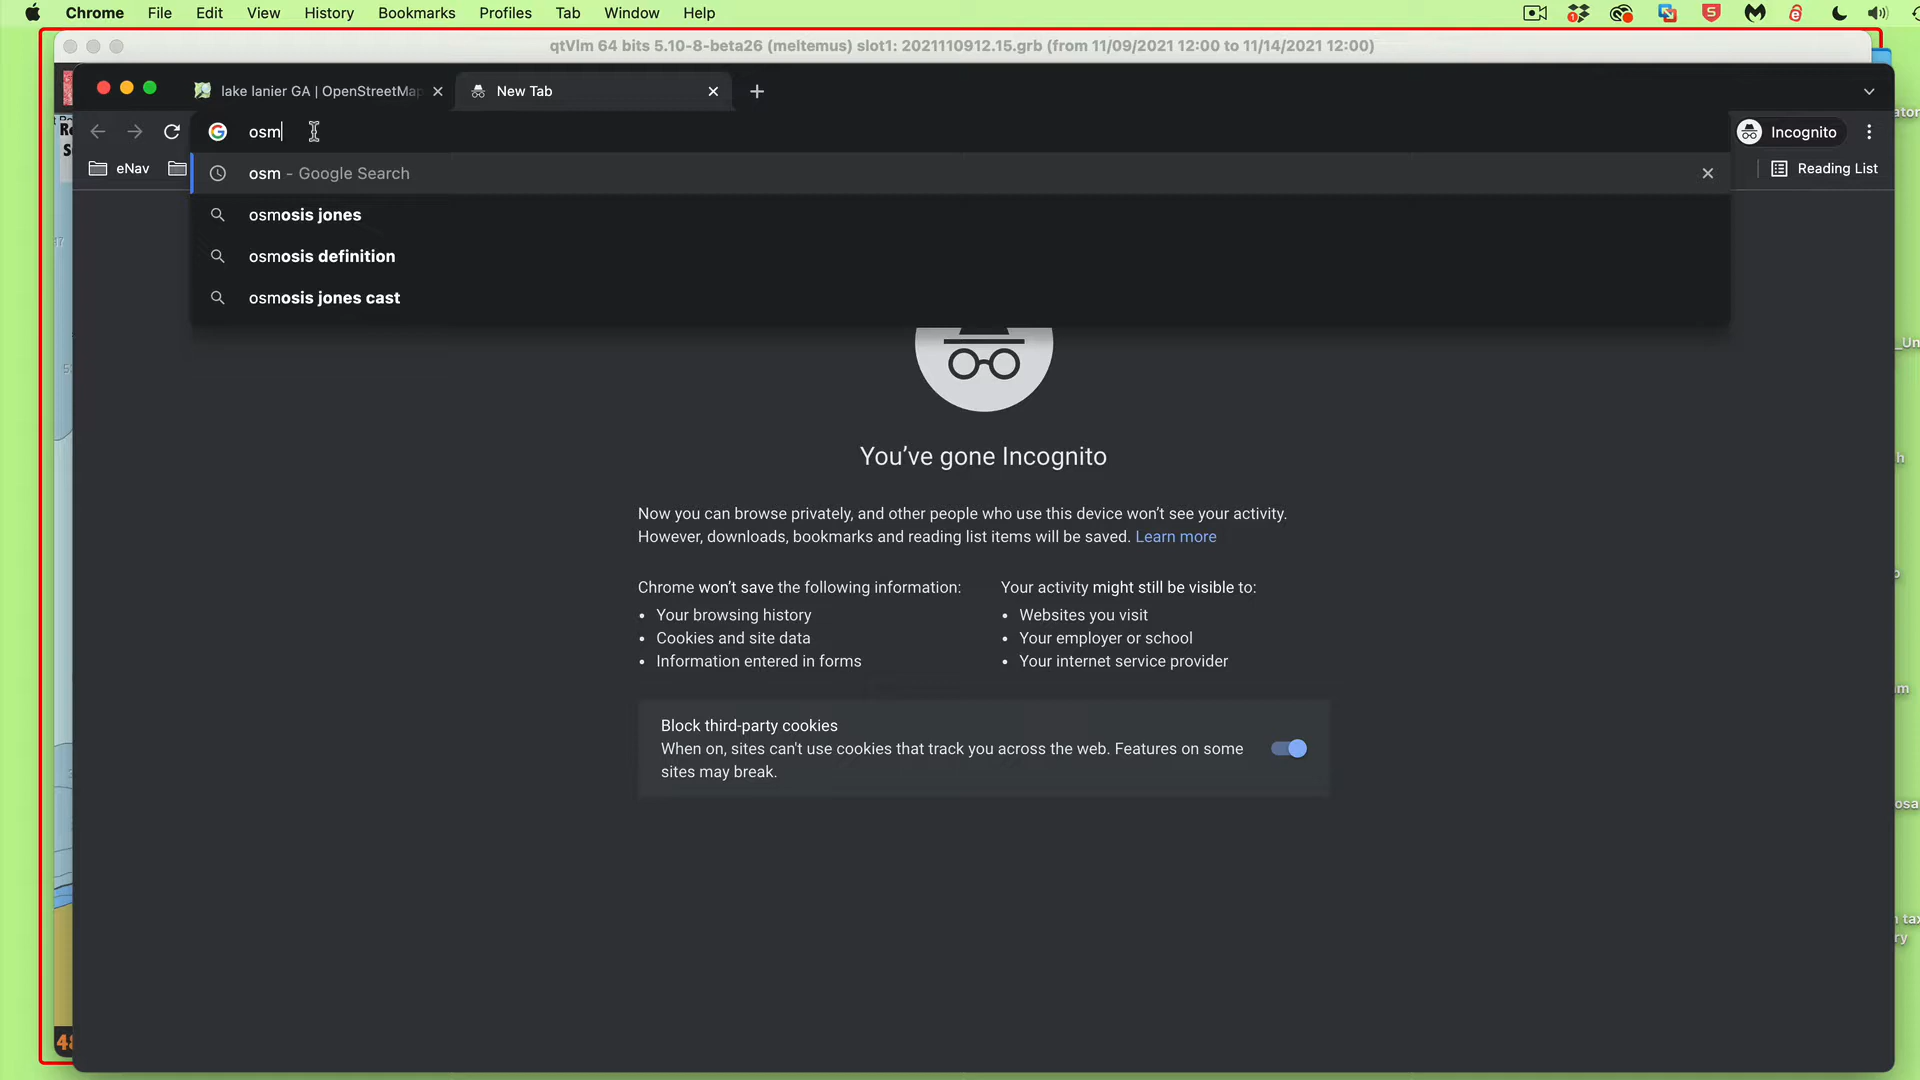 Chrome File Edit View History Bookmarks Profiles Tab Window Help
qtVlm 64 bits 5.10-8-beta26 (meltemus) slot1: 2021110912.15.grb (from 11/09/2021 12:00 to 11/14/2021 12:00)
lake lanier GA | OpenStreetMap New Tab
osm
Incognito
eNav
Reading List
osm - Google Search
osmosis jones
osmosis definition
osmosis jones cast
You've gone Incognito
Now you can browse privately, and other people who use this device won't see your activity.
However, downloads, bookmarks and reading list items will be saved. Learn more
Chrome won't save the following information:
Your browsing history
Cookies and site data
Information entered in forms
Your activity might still be visible to:
Websites you visit
Your employer or school
Your internet service provider
Block third-party cookies
When on, sites can't use cookies that track you across the web. Features on some
sites may break.